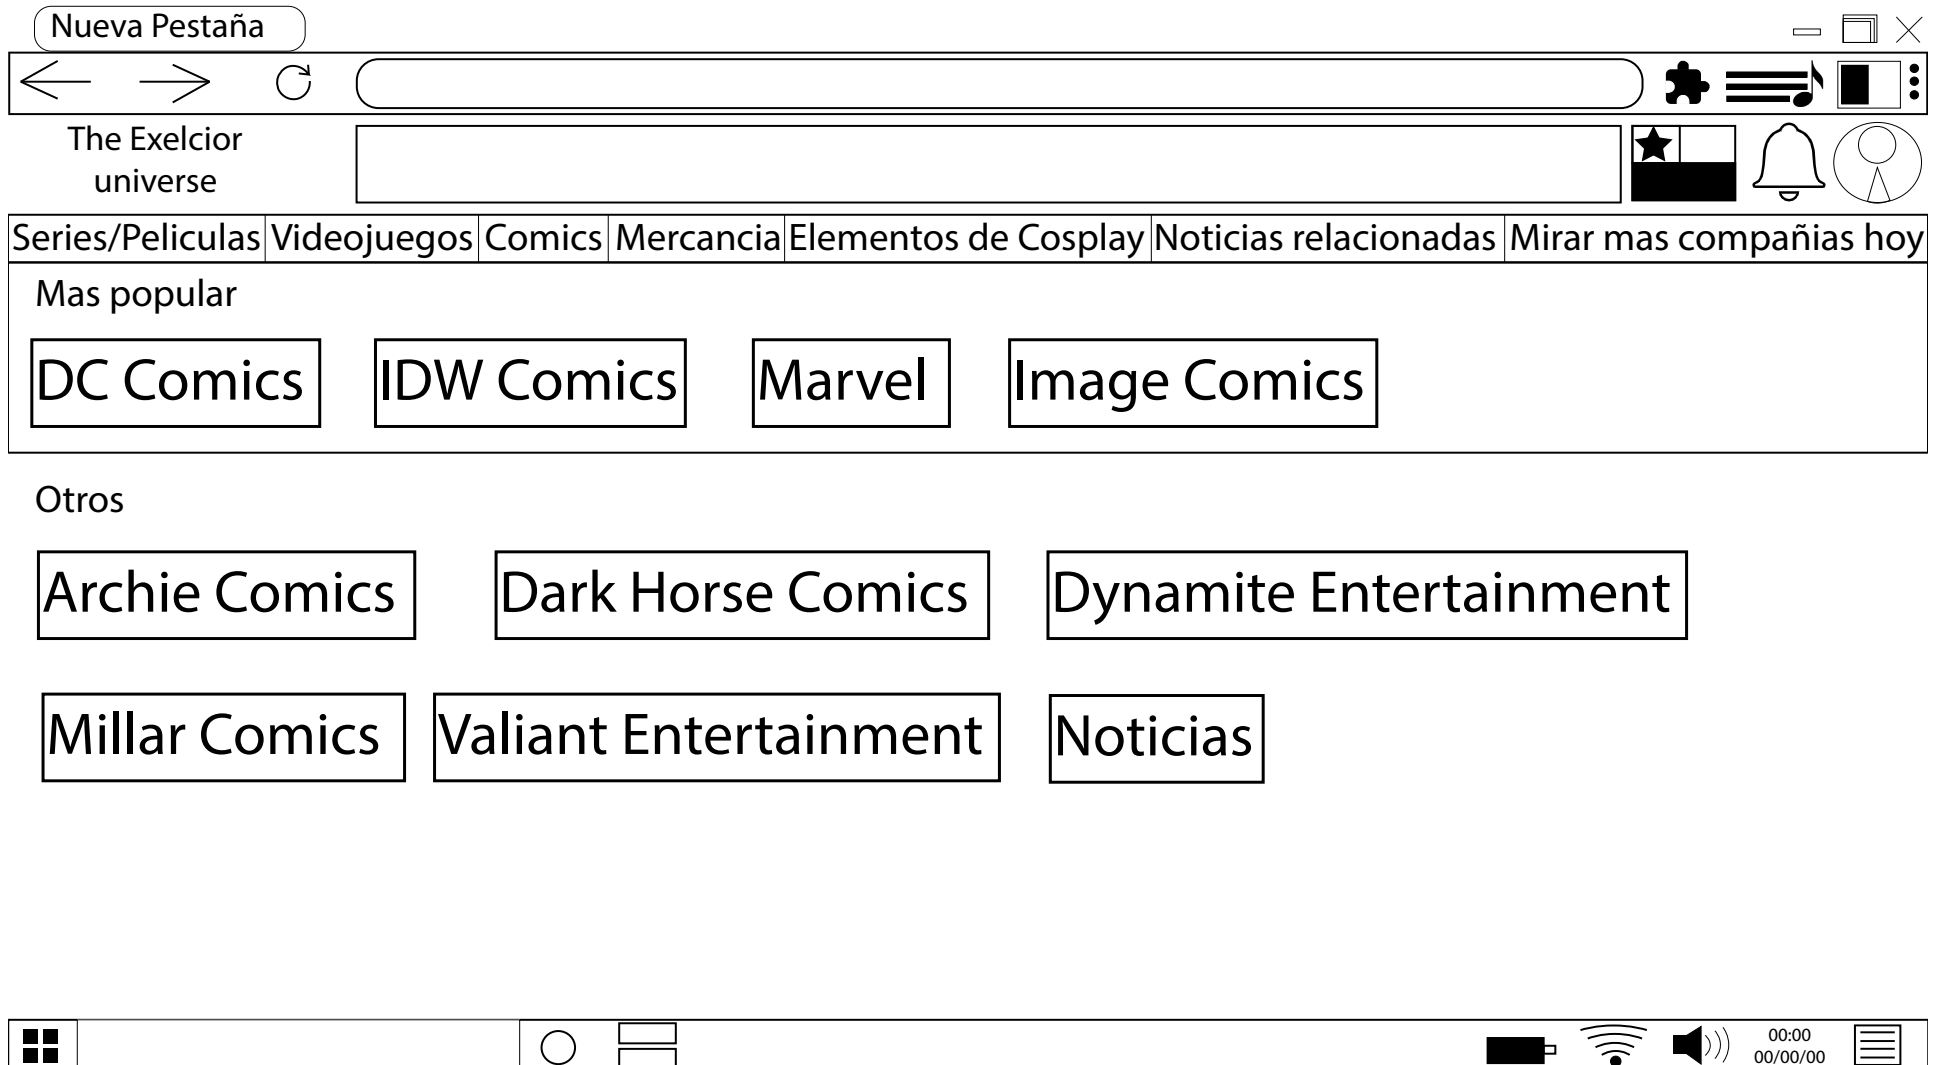 Nueva Pestaña
The Exelcior
universe
Series/Peliculas Videojuegos Comics Mercancia Elementos de Cosplay Noticias relacionadas Mirar mas compañias hoy
Mas popular
DC Comics IDW Comics Marvel Image Comics
Otros
Archie Comics Dark Horse Comics Dynamite Entertainment
Millar Comics Valiant Entertainment Noticias
00:00
00/00/00